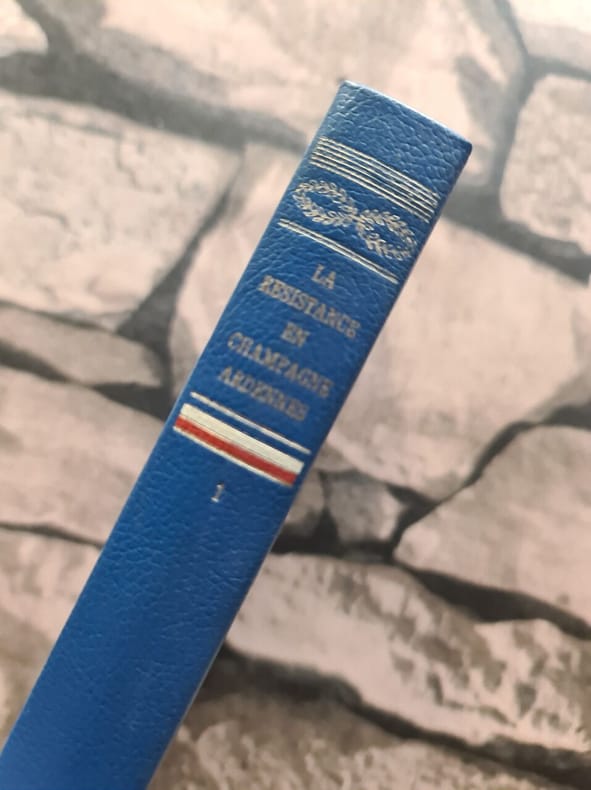 LA
RESISTANCE
EN
CHAMPAGNE
ARDENNES
1